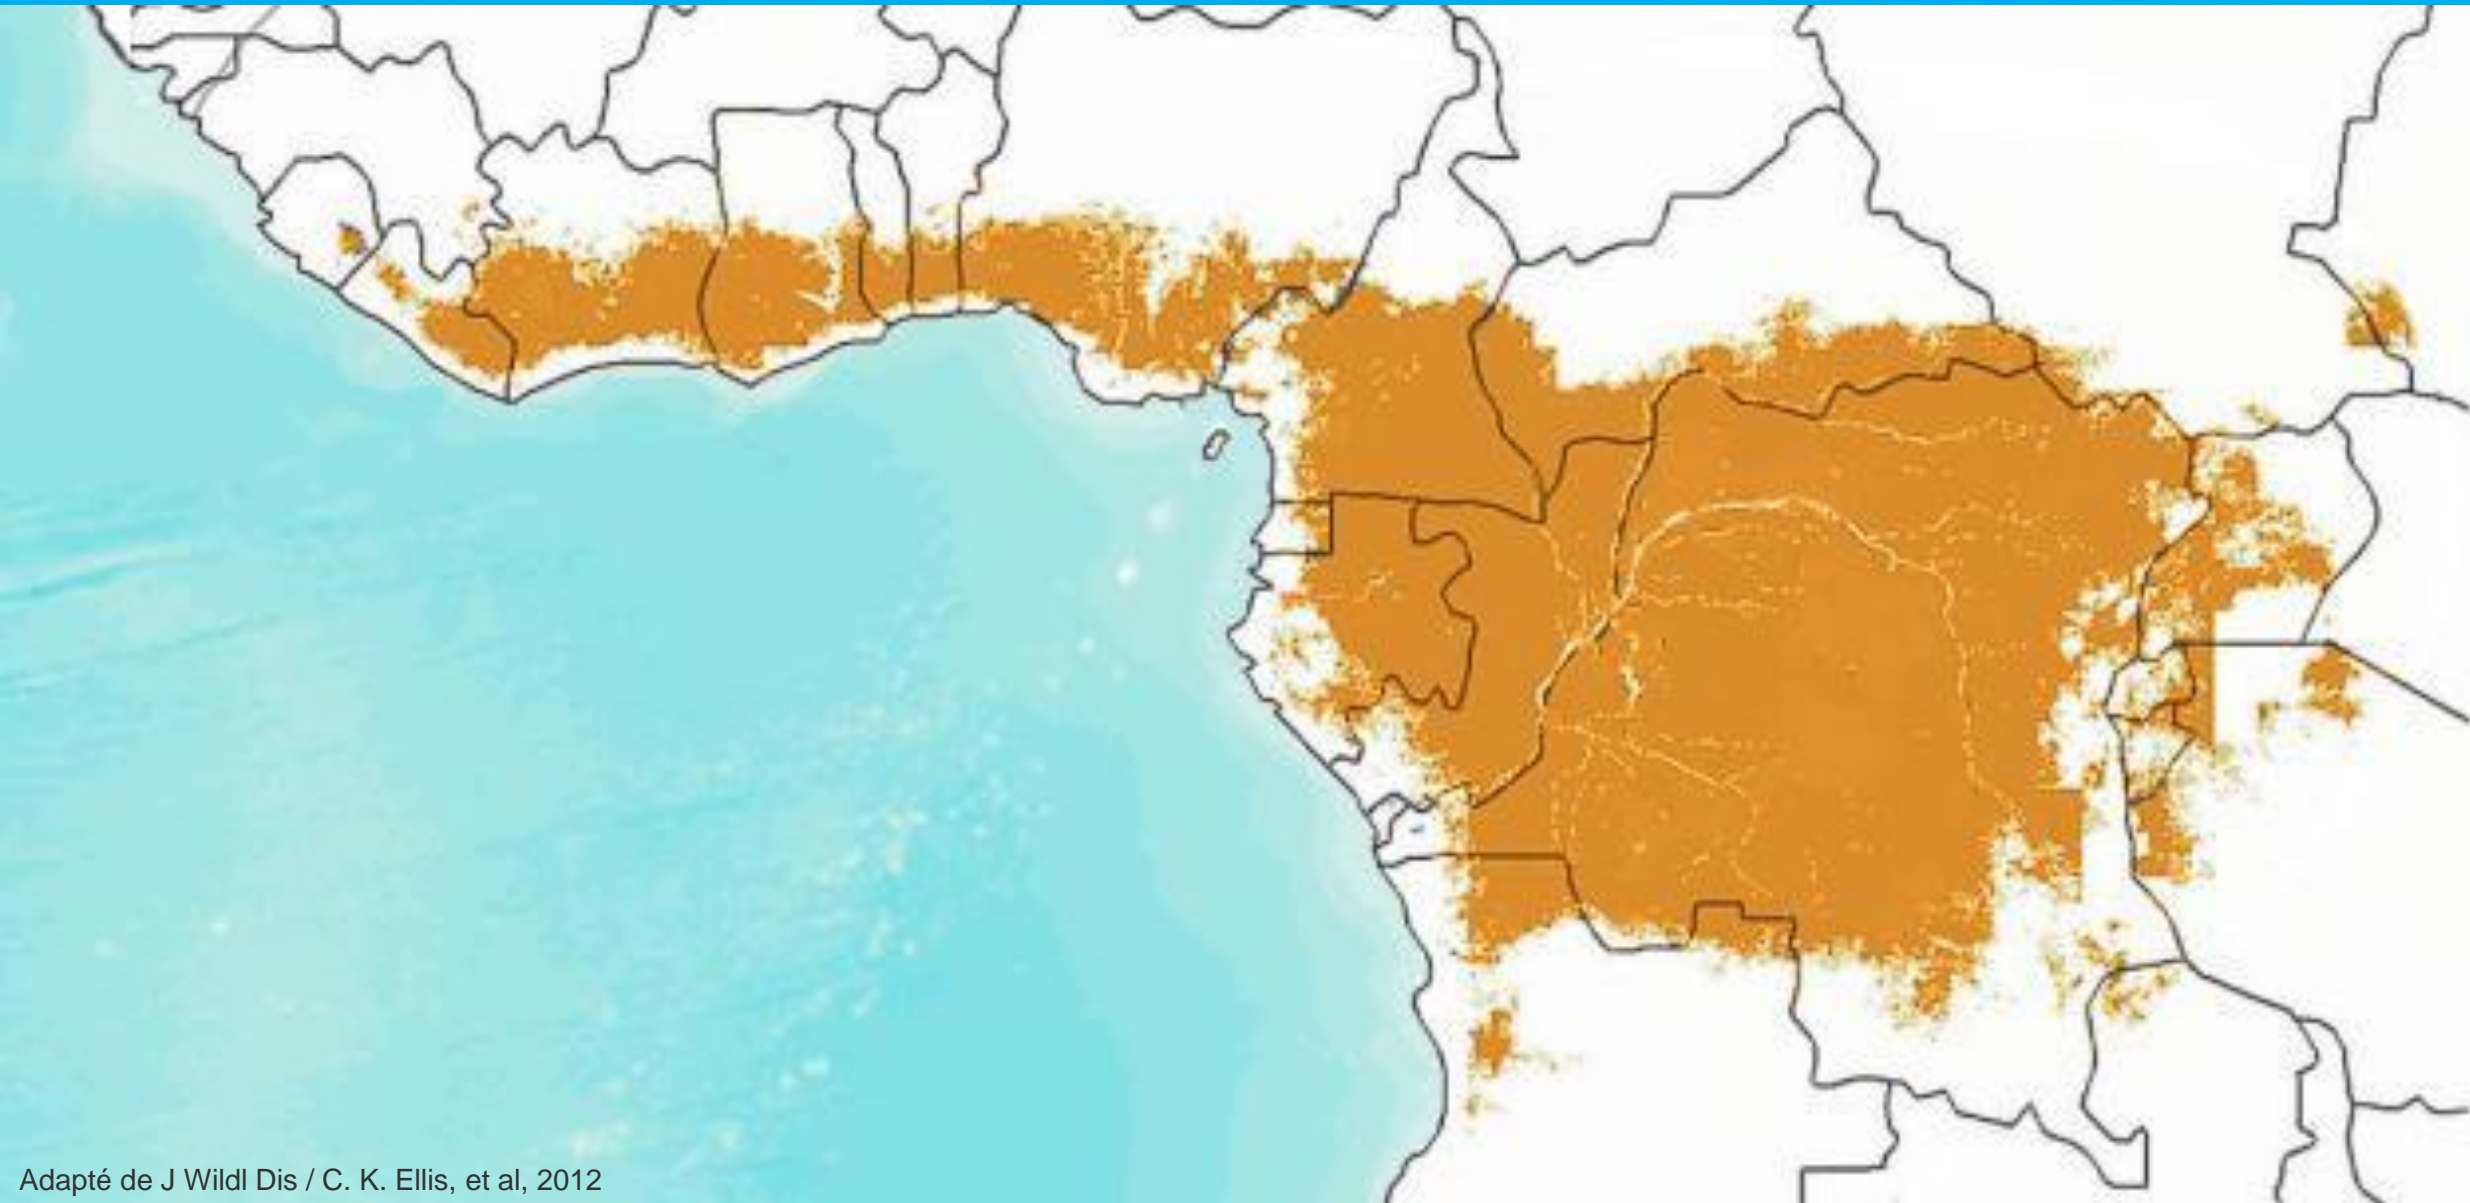 Adapté de J Wildl Dis / C. K. Ellis, et al, 2012